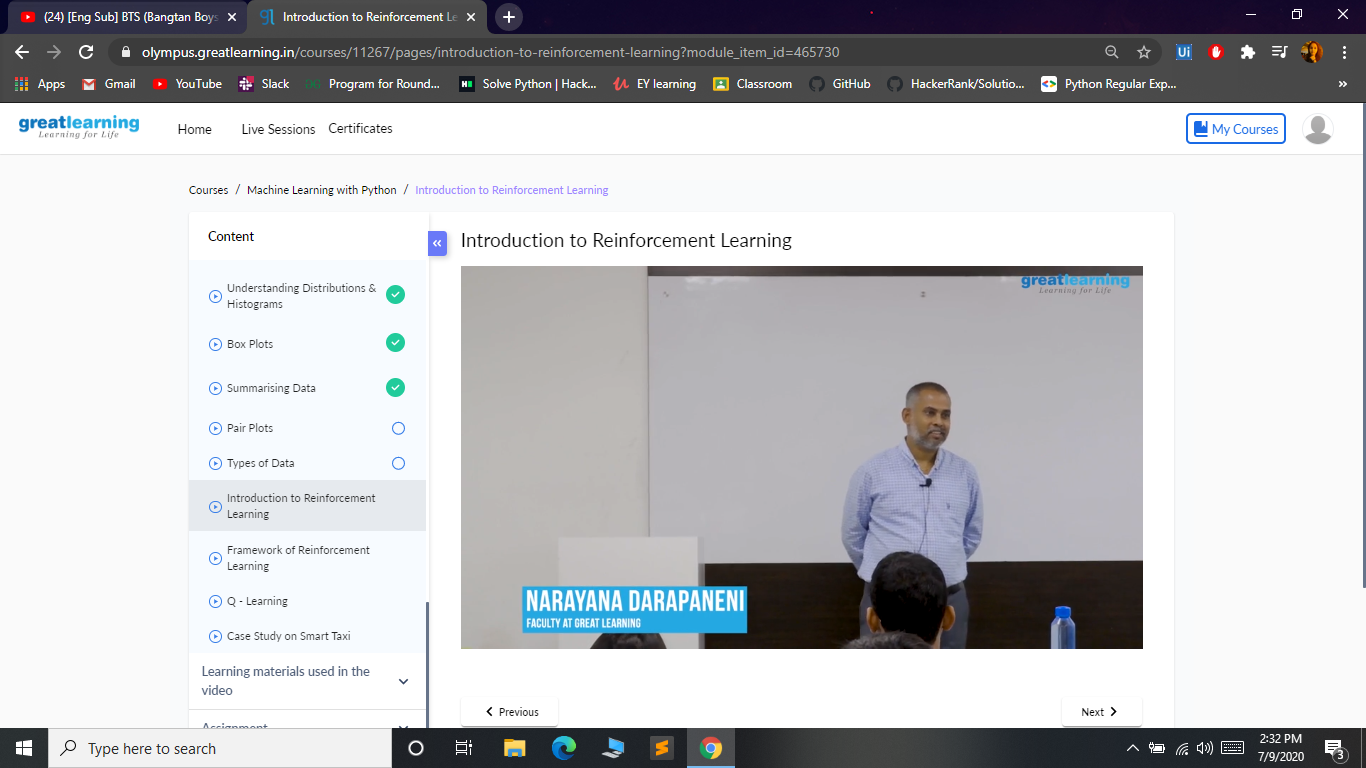 (24) [Eng Sub] BTS (Bangtan Boys
Introduction to Reinforcement Le
olympus.greatlearning.in/courses/11267/pages/introduction-to-reinforcement-learning?module_item_id=465730
Ui
Apps
Gmail
YouTube
Slack
Program for Round...
Solve Python | Hack...
EY learning
Classroom
GitHub
HackerRank/Solutio...
Python Regular Exp...
greatlearning
Learning for Life
Home
Live Sessions
Certificates
My Courses
Courses / Machine Learning with Python / Introduction to Reinforcement Learning
Content
Understanding Distributions &
Histograms
Box Plots
Summarising Data
Pair Plots
Types of Data
Introduction to Reinforcement
Learning
Framework of Reinforcement
Learning
Q - Learning
Case Study on Smart Taxi
Learning materials used in the
video
Assignment
Introduction to Reinforcement Learning
greatlearning
Learning for Life
NARAYANA DARAPANENI
FACULTY AT GREAT LEARNING
Previous
Next
Type here to search
2:32 PM
7/9/2020
3